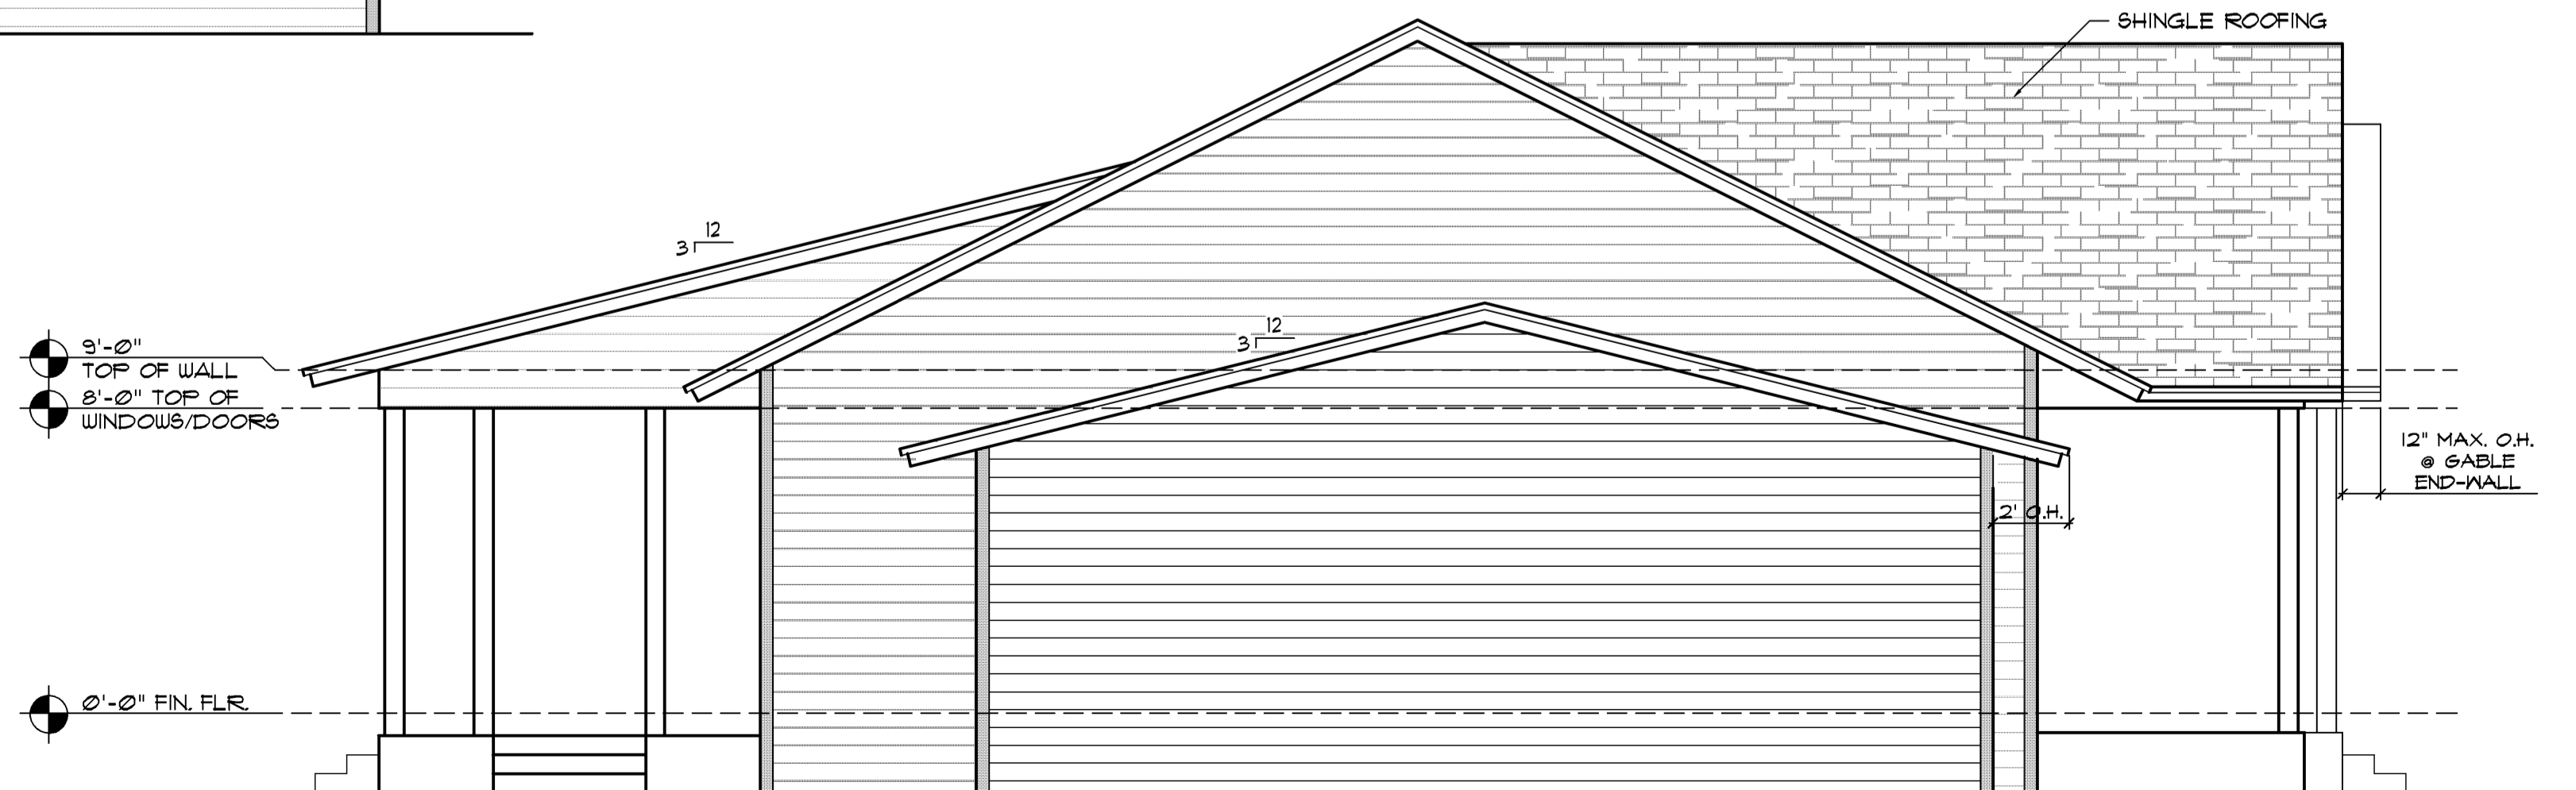 SHINGLE ROOFING
12
3
12
3
9'-0"
TOP OF WALL
8'-0" TOP OF
WINDOWS/DOORS
12" MAX. O.H.
@ GABLE
END-WALL
2' O.H.
0'-0" FIN. FLR.